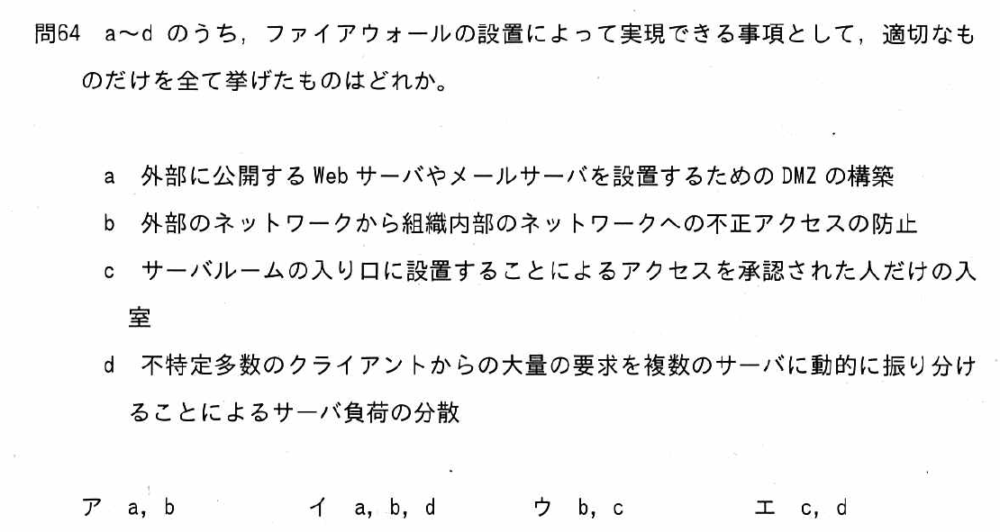 問64 a～d のうち，ファイアウォールの設置によって実現できる事項として，適切なも
のだけを全て挙げたものはどれか。
a 外部に公開する Web サーバやメールサーバを設置するための DMZ の構築
b 外部のネットワークから組織内部のネットワークへの不正アクセスの防止
c サーバルームの入り口に設置することによるアクセスを承認された人だけの入
室
d 不特定多数のクライアントからの大量の要求を複数のサーバに動的に振り分け
ることによるサーバ負荷の分散
ア a，b イ a，b，d ウ b，c エ c，d